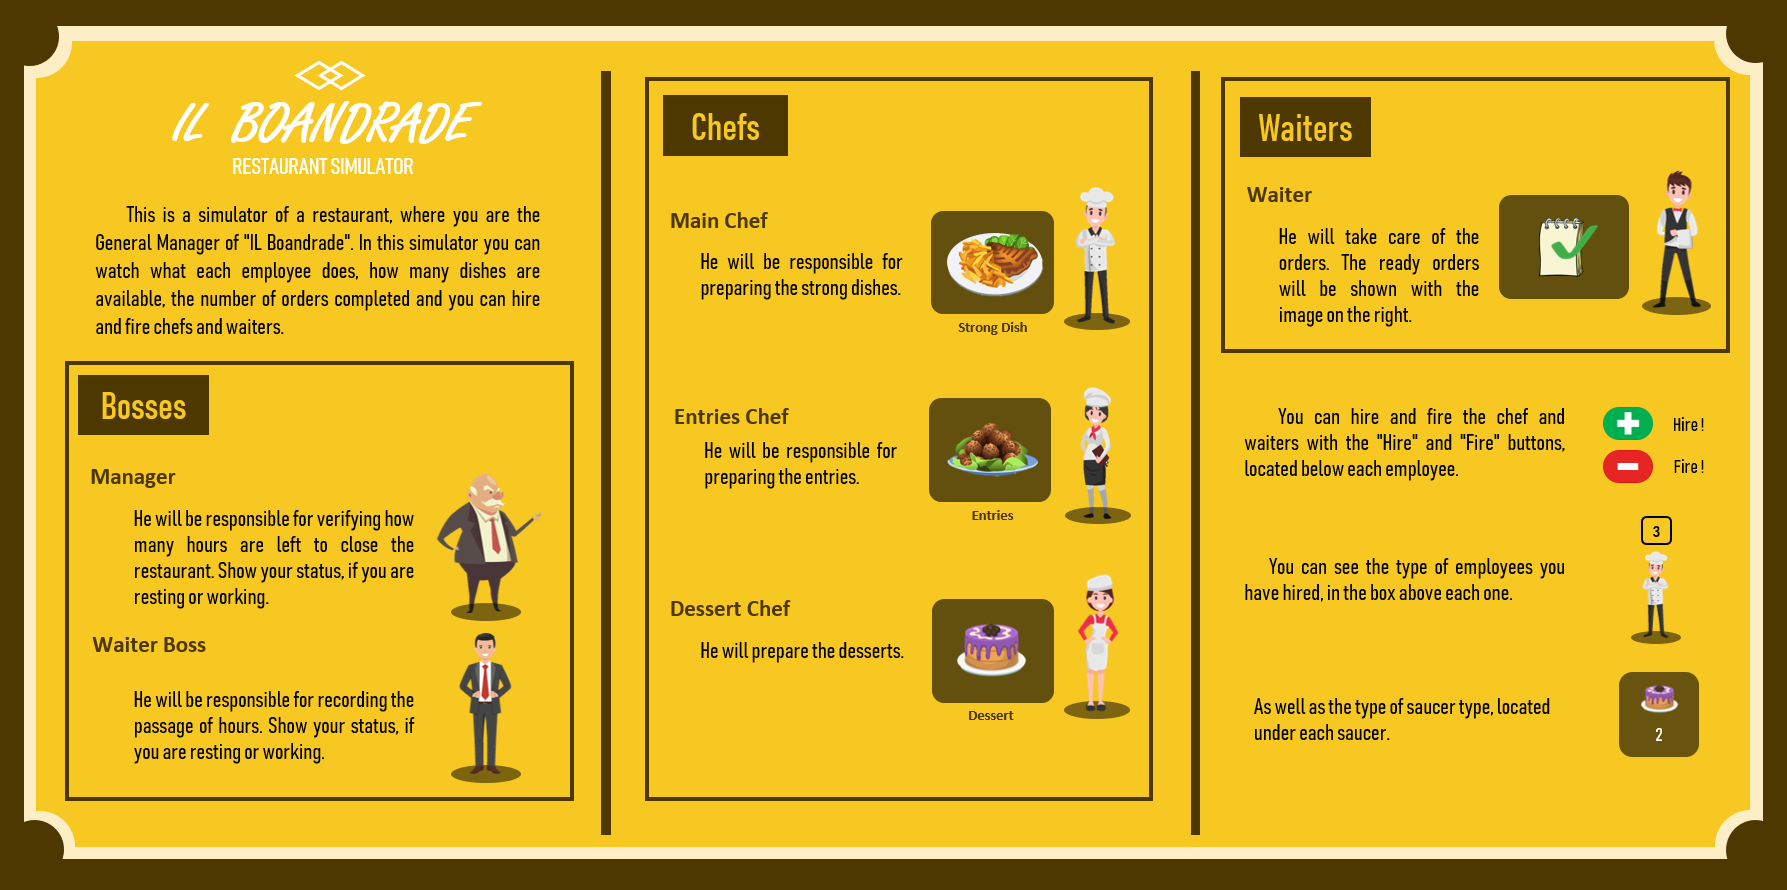 IL BOANDRADE
RESTAURANT SIMULATOR
This is a simulator of a restaurant, where you are the
General Manager of "IL Boandrade". In this simulator you can
watch what each employee does, how many dishes are
available, the number of orders completed and you can hire
and fire chefs and waiters.
Bosses
Manager
He will be responsible for verifying how
many hours are left to close the
restaurant. Show your status, if you are
resting or working.
Waiter Boss
He will be responsible for recording the
passage of hours. Show your status, if
you are resting or working.
Chefs
Main Chef
He will be responsible for
preparing the strong dishes.
Strong Dish
Entries Chef
He will be responsible for
preparing the entries.
Entries
Dessert Chef
He will prepare the desserts.
Dessert
Waiters
Waiter
He will take care of the
orders. The ready orders
will be shown with the
image on the right.
You can hire and fire the chef and
waiters with the "Hire" and "Fire" buttons,
located below each employee.
Hire!
Fire!
3
You can see the type of employees you
have hired, in the box above each one.
As well as the type of saucer type, located
under each saucer.
2